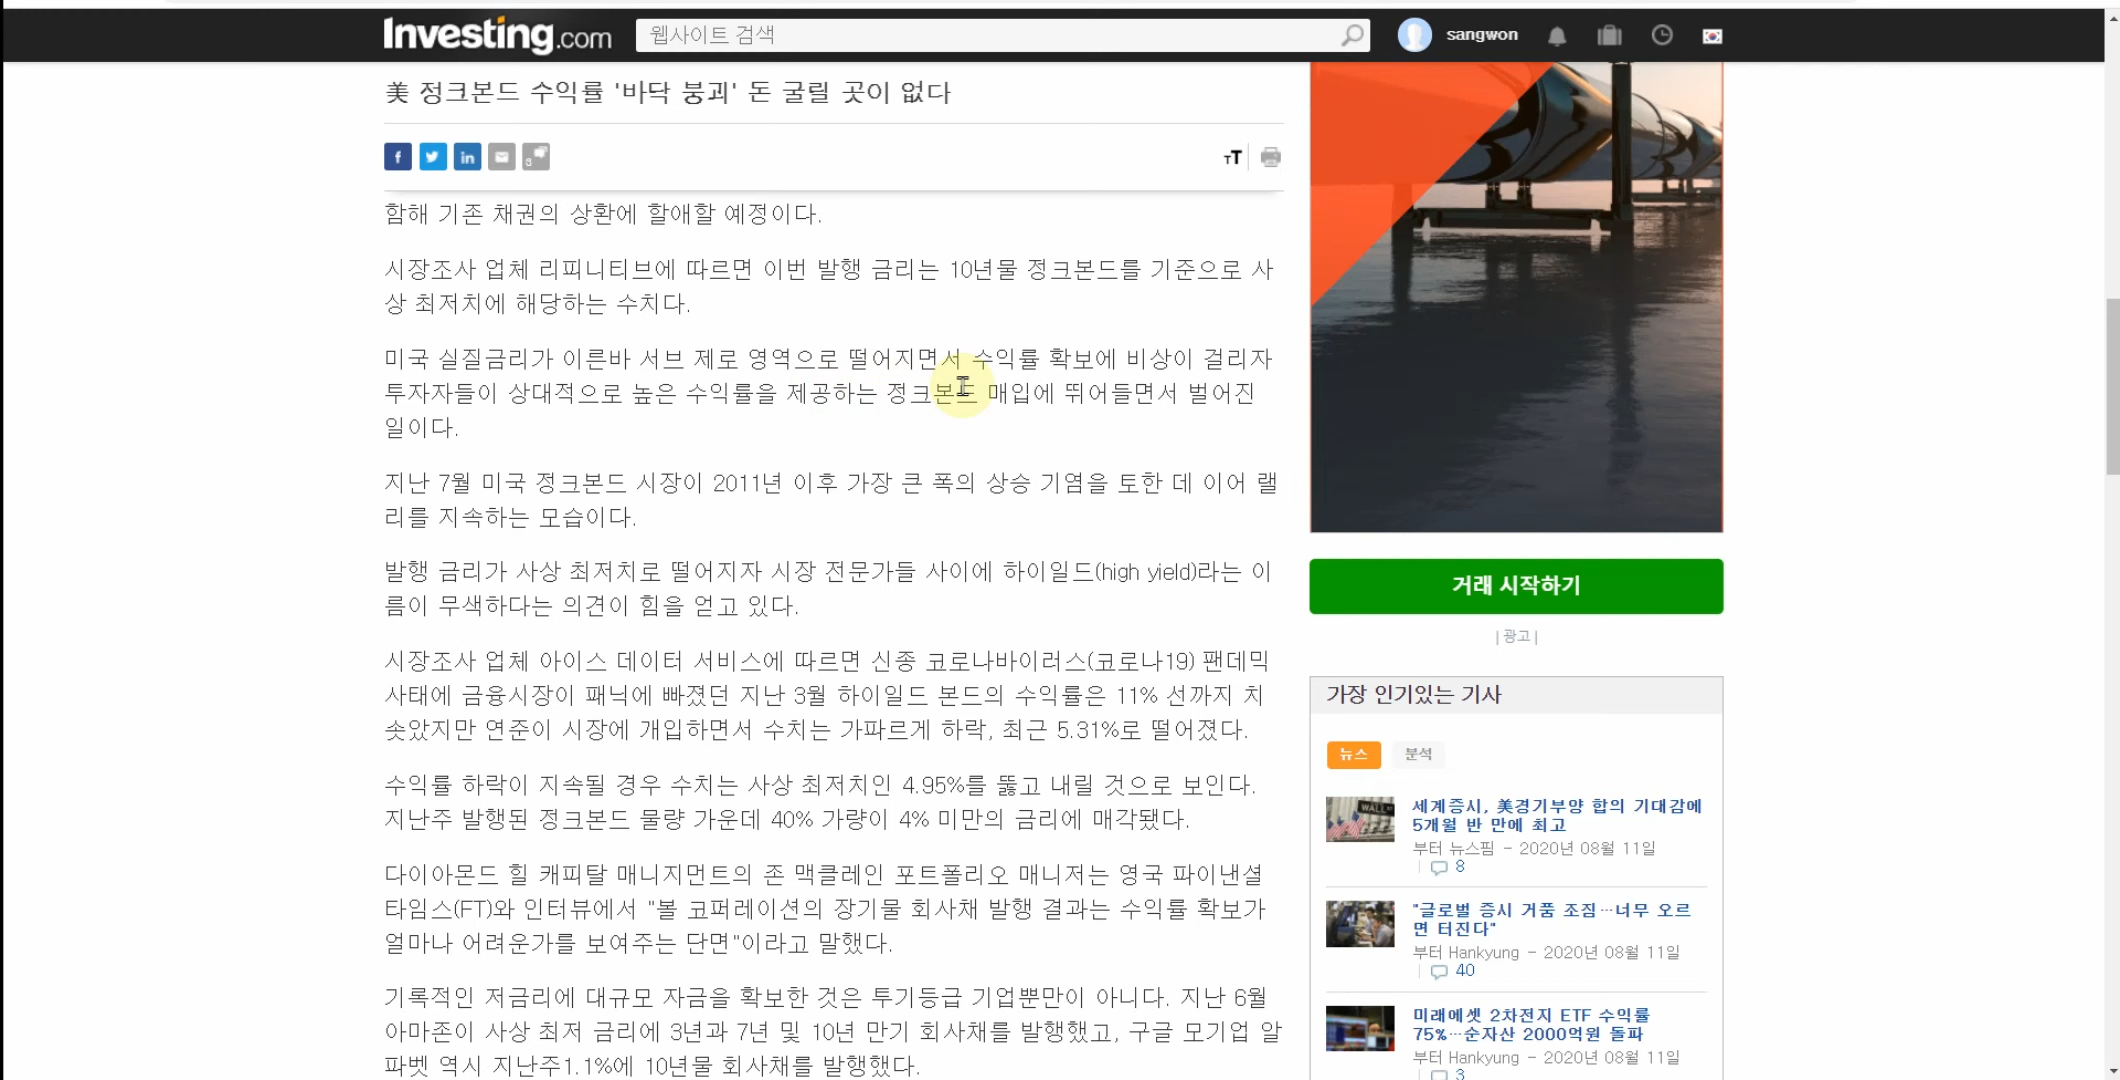 Investing.com
웹사이트 검색
sangwon
美 정크본드 수익률 '바닥 붕괴' 돈 굴릴 곳이 없다
f
in
3
TT
함해 기존 채권의 상환에 할애할 예정이다.
시장조사 업체 리피니티브에 따르면 이번 발행 금리는 10년물 정크본드를 기준으로 사
상 최저치에 해당하는 수치다.
미국 실질금리가 이른바 서브 제로 영역으로 떨어지면서 수익률 확보에 비상이 걸리자
투자자들이 상대적으로 높은 수익률을 제공하는 정크본드 매입에 뛰어들면서 벌어진
일이다.
지난 7월 미국 정크본드 시장이 2011년 이후 가장 큰 폭의 상승 기염을 토한 데 이어 랠
리를 지속하는 모습이다.
발행 금리가 사상 최저치로 떨어지자 시장 전문가들 사이에 하이일드(high yield)라는 이
름이 무색하다는 의견이 힘을 얻고 있다.
시장조사 업체 아이스 데이터 서비스에 따르면 신종 코로나바이러스(코로나19) 팬데믹
사태에 금융시장이 패닉에 빠졌던 지난 3월 하이일드 본드의 수익률은 11% 선까지 치
솟았지만 연준이 시장에 개입하면서 수치는 가파르게 하락, 최근 5.31%로 떨어졌다.
수익률 하락이 지속될 경우 수치는 사상 최저치인 4.95%를 뚫고 내릴 것으로 보인다.
지난주 발행된 정크본드 물량 가운데 40% 가량이 4% 미만의 금리에 매각됐다.
다이아몬드 힐 캐피탈 매니지먼트의 존 맥클레인 포트폴리오 매니저는 영국 파이낸셜
타임스(FT)와 인터뷰에서 "볼 코퍼레이션의 장기물 회사채 발행 결과는 수익률 확보가
얼마나 어려운가를 보여주는 단면"이라고 말했다.
기록적인 저금리에 대규모 자금을 확보한 것은 투기등급 기업뿐만이 아니다. 지난 6월
아마존이 사상 최저 금리에 3년과 7년 및 10년 만기 회사채를 발행했고, 구글 모기업 알
파벳 역시 지난주1.1%에 10년물 회사채를 발행했다.
거래 시작하기
| 광고 |
가장 인기있는 기사
뉴스 분석
WALL
세계증시, 美경기부양 합의 기대감에
5개월 반 만에 최고
부터 뉴스핌 - 2020년 08월 11일
| 8
"글로벌 증시 거품 조짐…너무 오르
면 터진다"
부터 Hankyung - 2020년 08월 11일
| 40
미래에셋 2차전지 ETF 수익률
75%…순자산 2000억원 돌파
부터 Hankyung - 2020년 08월 11일
| 3